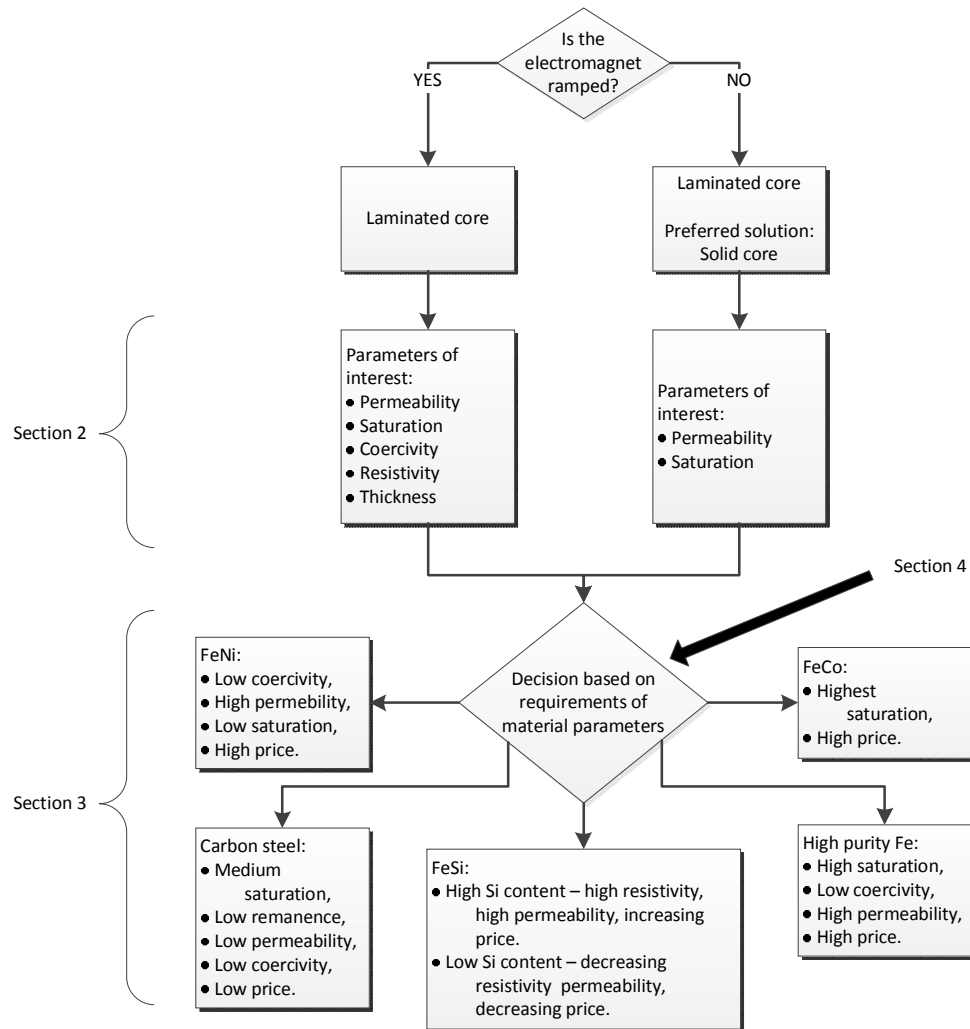 Is the
electromagnet
ramped?
YES
NO
Laminated core
Laminated core
Preferred solution:
Solid core
Section 2
Parameters of
interest:
● Permeability
● Saturation
● Coercivity
● Resistivity
● Thickness
Parameters of
interest:
● Permeability
● Saturation
Section 4
Section 3
Decision based on
requirements of
material parameters
FeNi:
● Low coercivity,
● High permebility,
● Low saturation,
● High price.
FeCo:
● Highest
saturation,
● High price.
Carbon steel:
● Medium
saturation,
● Low remanence,
● Low permeability,
● Low coercivity,
● Low price.
FeSi:
● High Si content – high resistivity,
high permeability, increasing
price.
● Low Si content – decreasing
resistivity permeability,
decreasing price.
High purity Fe:
● High saturation,
● Low coercivity,
● High permeability,
● High price.